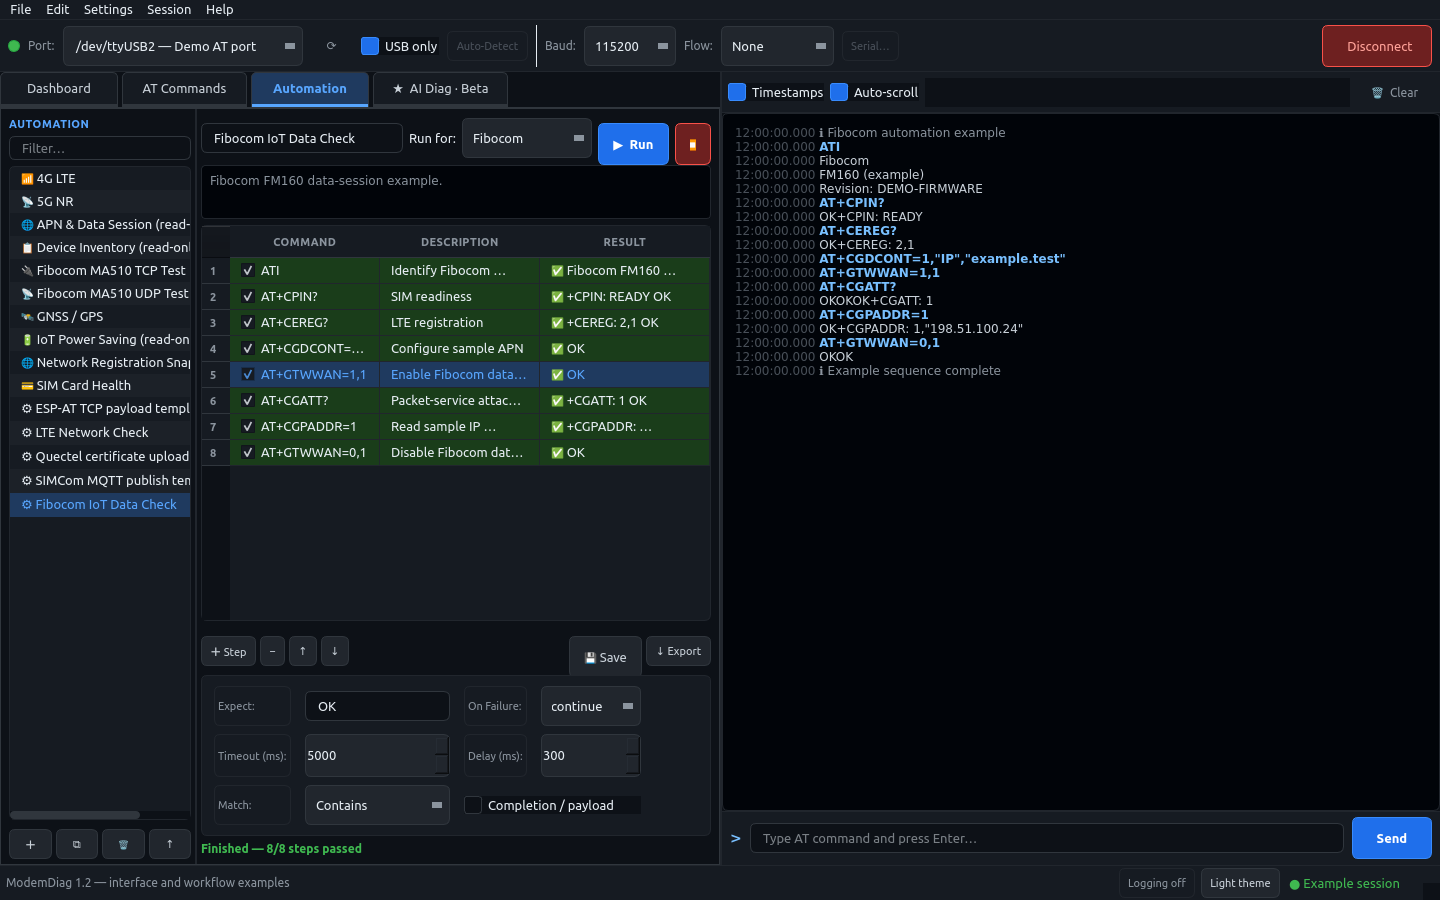 File Edit Settings Session Help
Port: /dev/ttyUSB2 — Demo AT port USB only Auto-Detect Baud: 115200 Flow: None Serial... Disconnect
Dashboard AT Commands Automation ★ AI Diag · Beta
Timestamps Auto-scroll Clear
AUTOMATION
Filter...
4G LTE
5G NR
APN & Data Session (read-
Device Inventory (read-onl
Fibocom MA510 TCP Test
Fibocom MA510 UDP Test
GNSS / GPS
IoT Power Saving (read-on
Network Registration Snap
SIM Card Health
ESP-AT TCP payload templ
LTE Network Check
Quectel certificate upload
SIMCom MQTT publish tem
Fibocom IoT Data Check
Fibocom IoT Data Check Run for: Fibocom ▶ Run
Fibocom FM160 data-session example.
COMMAND DESCRIPTION RESULT
1 ATI Identify Fibocom ... ✅ Fibocom FM160 ...
2 AT+CPIN? SIM readiness ✅ +CPIN: READY OK
3 AT+CEREG? LTE registration ✅ +CEREG: 2,1 OK
4 AT+CGDCONT=... Configure sample APN ✅ OK
5 AT+GTWWAN=1,1 Enable Fibocom data... ✅ OK
6 AT+CGATT? Packet-service attac... ✅ +CGATT: 1 OK
7 AT+CGPADDR=1 Read sample IP ... ✅ +CGPADDR: ...
8 AT+GTWWAN=0,1 Disable Fibocom dat... ✅ OK
+ Step − ↑ ↓ Save ↓ Export
Expect: OK On Failure: continue
Timeout (ms): 5000 Delay (ms): 300
Match: Contains Completion / payload
Finished — 8/8 steps passed
12:00:00.000 ℹ Fibocom automation example
12:00:00.000 ATI
12:00:00.000 Fibocom
12:00:00.000 FM160 (example)
12:00:00.000 Revision: DEMO-FIRMWARE
12:00:00.000 AT+CPIN?
12:00:00.000 OK+CPIN: READY
12:00:00.000 AT+CEREG?
12:00:00.000 OK+CEREG: 2,1
12:00:00.000 AT+CGDCONT=1,"IP","example.test"
12:00:00.000 AT+GTWWAN=1,1
12:00:00.000 AT+CGATT?
12:00:00.000 OKOKOK+CGATT: 1
12:00:00.000 AT+CGPADDR=1
12:00:00.000 OK+CGPADDR: 1,"198.51.100.24"
12:00:00.000 AT+GTWWAN=0,1
12:00:00.000 OKOK
12:00:00.000 ℹ Example sequence complete
> Type AT command and press Enter... Send
ModemDiag 1.2 — interface and workflow examples Logging off Light theme Example session